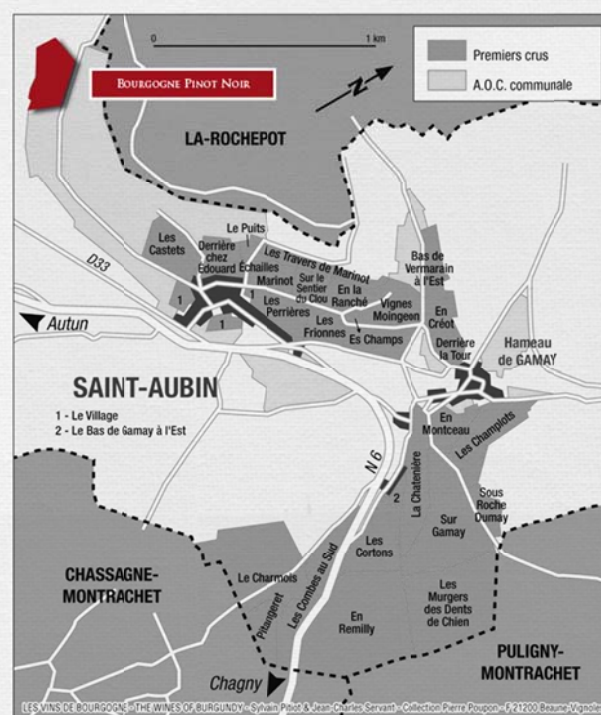 0 1 km
Premiers crus
A.O.C. communale
BOURGOGNE PINOT NOIR
N
LA-ROCHEPOT
Le Puits
Les
Castets
Derrière
chez
Édouard
Échailles
Les Travers de Marinot
Marinot
Sur le
Sentier
du Clou
En la
Ranché
Bas de
Vermarain
à l'Est
D33
1
1
1
Les
Perrières
Les
Frionnes
Es Champs
Vignes
Moingeon
En
Créot
Derrière
la Tour
Hameau
de GAMAY
Autun
SAINT-AUBIN
1 - Le Village
2 - Le Bas de Gamay à l'Est
N 6
2
La Chatenière
En
Montceau
Les Champlots
Sous
Roche
Dumay
Sur
Gamay
Les
Cortons
CHASSAGNE-
MONTRACHET
Le Charmois
Pitangeret
Les Combes au Sud
En
Remilly
Les
Murgers
des Dents
de Chien
PULIGNY-
MONTRACHET
Chagny
LES VINS DE BOURGOGNE - THE WINES OF BURGUNDY - Sylvain Pitiot & Jean-Charles Servant - Collection Pierre Poupon - F 21200 Beaune-Vignoles